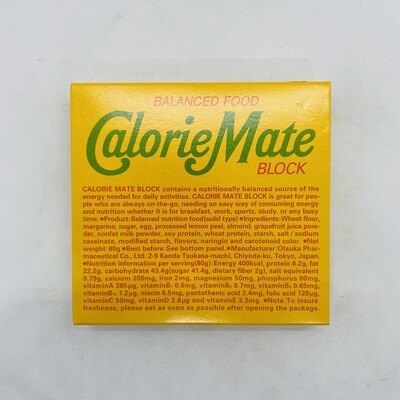 BALANCED FOOD
CalorieMate
BLOCK
CALORIE MATE BLOCK contains a nutritionally balanced source of the
energy needed for daily activities. CALORIE MATE BLOCK is great for peo-
ple who are always on-the-go, needing an easy way of consuming energy
and nutrition whether it is for breakfast, work, sports, study, or any busy
time. ●Product: Balanced nutrition food(solid type) ●Ingredients: Wheat flour,
margarine, sugar, egg, processed lemon peel, almond, grapefruit juice pow-
der, nonfat milk powder, soy protein, wheat protein, starch, salt / sodium
caseinate, modified starch, flavors, naringin and carotenoid color. ●Net
weight: 80g ●Best before: See bottom panel. ●Manufacturer: Otsuka Phar-
maceutical Co., Ltd. 2-9 Kanda Tsukasa-machi, Chiyoda-ku, Tokyo, Japan.
●Nutrition information per serving(80g): Energy 400kcal, protein 8.2g, fat
22.2g, carbohydrate 43.4g(sugar 41.4g, dietary fiber 2g), salt equivalent
0.79g, calcium 200mg, iron 2mg, magnesium 50mg, phosphorus 80mg,
vitaminA 385μg, vitaminB₁ 0.6mg, vitaminB₂ 0.7mg, vitaminB₆ 0.65mg,
vitaminB₁₂ 1.2μg, niacin 6.5mg, pantothenic acid 2.4mg, folic acid 120μg,
vitaminC 50mg, vitaminD 2.8μg and vitaminE 3.2mg. ●Note: To insure
freshness, please eat as soon as possible after opening the package.